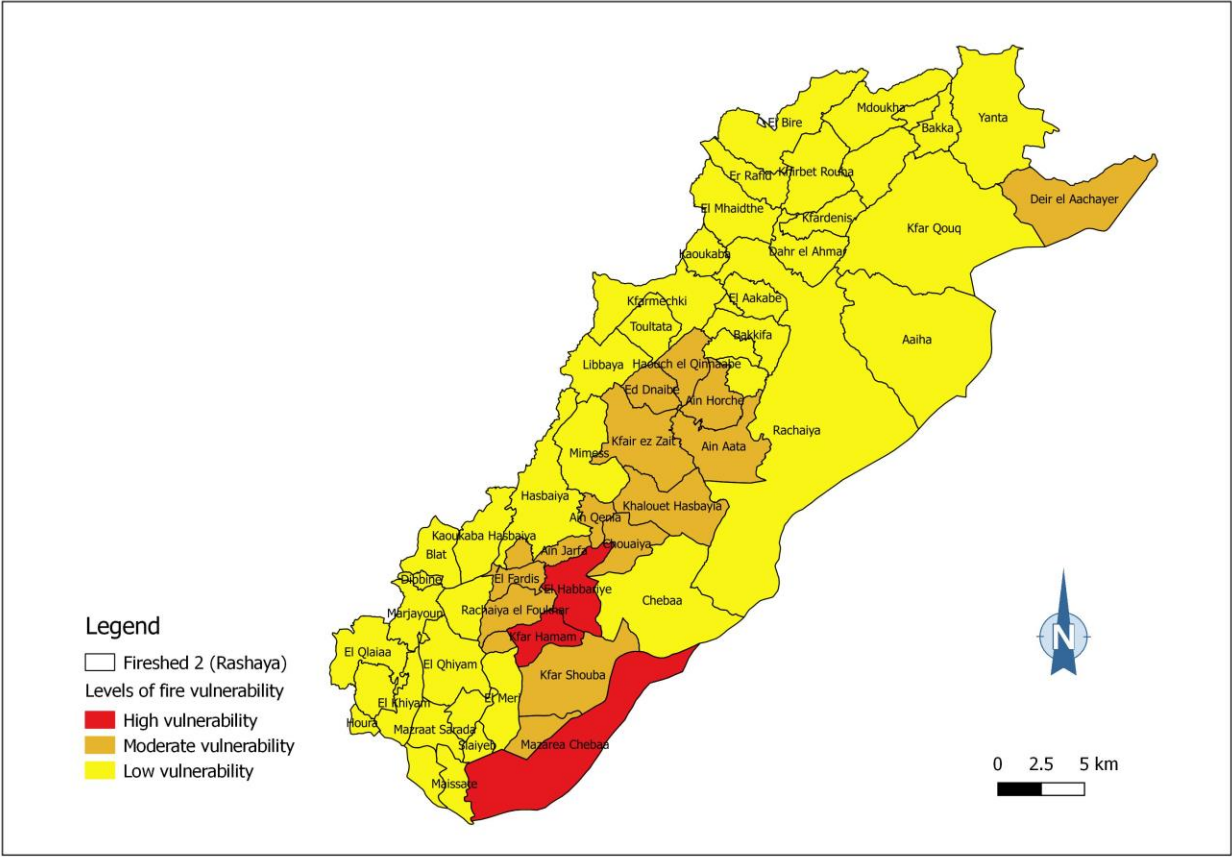 Yanta
Mdoukha
El Bire
Bakka
Er Rafid
Khirbet Rouha
Deir el Aachayer
El Mhaidthe
Kfardenis
Kfar Qouq
Kaoukaba
Dahr el Ahmar
Kfarmechki
El Aakabe
Toultata
Bakkifa
Aaiha
Libbaya
Haouch el Qinnaabe
Ed Dnaibe
Ain Horche
Rachaiya
Kfair ez Zait
Ain Aata
Mimess
Hasbaiya
Khalouet Hasbayia
Ain Qenia
Kaoukaba Hasbaiya
Chouaiya
Blat
Ain Jarfa
Dibbine
El Fardis
El Habbariye
Chebaa
Marjayoun
Rachaiya el Foukhar
Kfar Hamam
El Qlaiaa
El Qhiyam
Kfar Shouba
El Meri
El Khiyam
Houra
Mazraat Sarada
Slaiyeb
Mazarea Chebaa
Maissate
Legend
Fireshed 2 (Rashaya)
Levels of fire vulnerability
High vulnerability
Moderate vulnerability
Low vulnerability
N
0 2.5 5 km